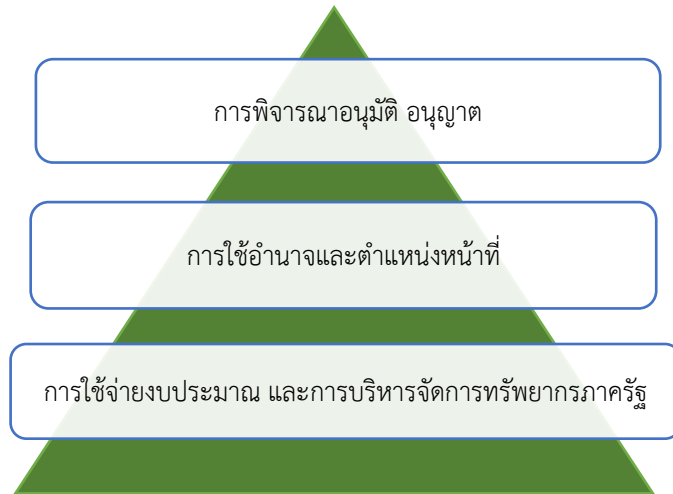 การพิจารณาอนุมัติ อนุญาต
การใช้อำนาจและตำแหน่งหน้าที่
การใช้จ่ายงบประมาณ และการบริหารจัดการทรัพยากรภาครัฐ